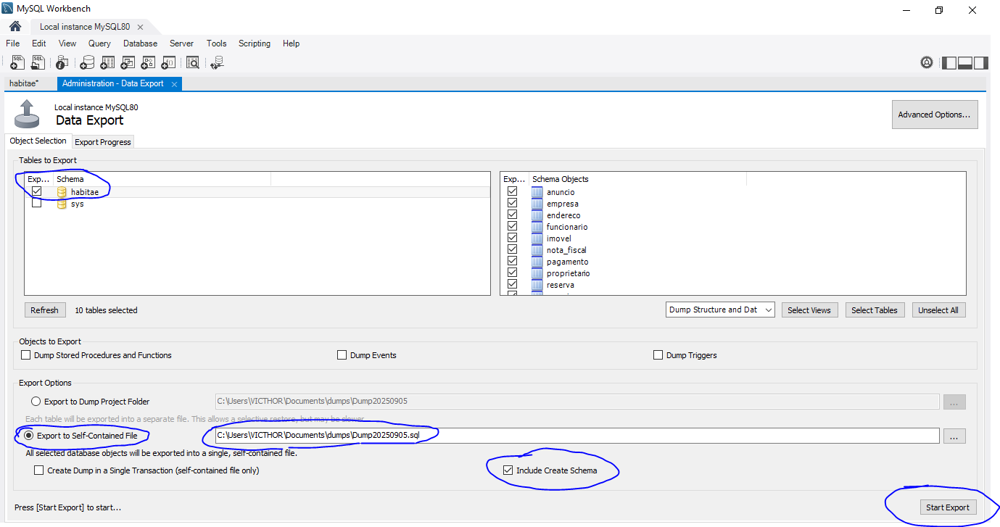 MySQL Workbench
Local instance MySQL80
File Edit View Query Database Server Tools Scripting Help
habitae* Administration - Data Export
Local instance MySQL80
Data Export
Advanced Options...
Object Selection Export Progress
Tables to Export
Exp... Schema
habitae
sys
Exp... Schema Objects
anuncio
empresa
endereco
funcionario
imovel
nota_fiscal
pagamento
proprietario
reserva
Refresh 10 tables selected
Dump Structure and Dat Select Views Select Tables Unselect All
Objects to Export
Dump Stored Procedures and Functions Dump Events Dump Triggers
Export Options
Export to Dump Project Folder C:\Users\VICTHOR\Documents\dumps\Dump20250905 ...
Each table will be exported into a separate file. This allows a selective restore, but may be slower.
Export to Self-Contained File C:\Users\VICTHOR\Documents\dumps\Dump20250905.sql ...
All selected database objects will be exported into a single, self-contained file.
Create Dump in a Single Transaction (self-contained file only) Include Create Schema
Press [Start Export] to start... Start Export